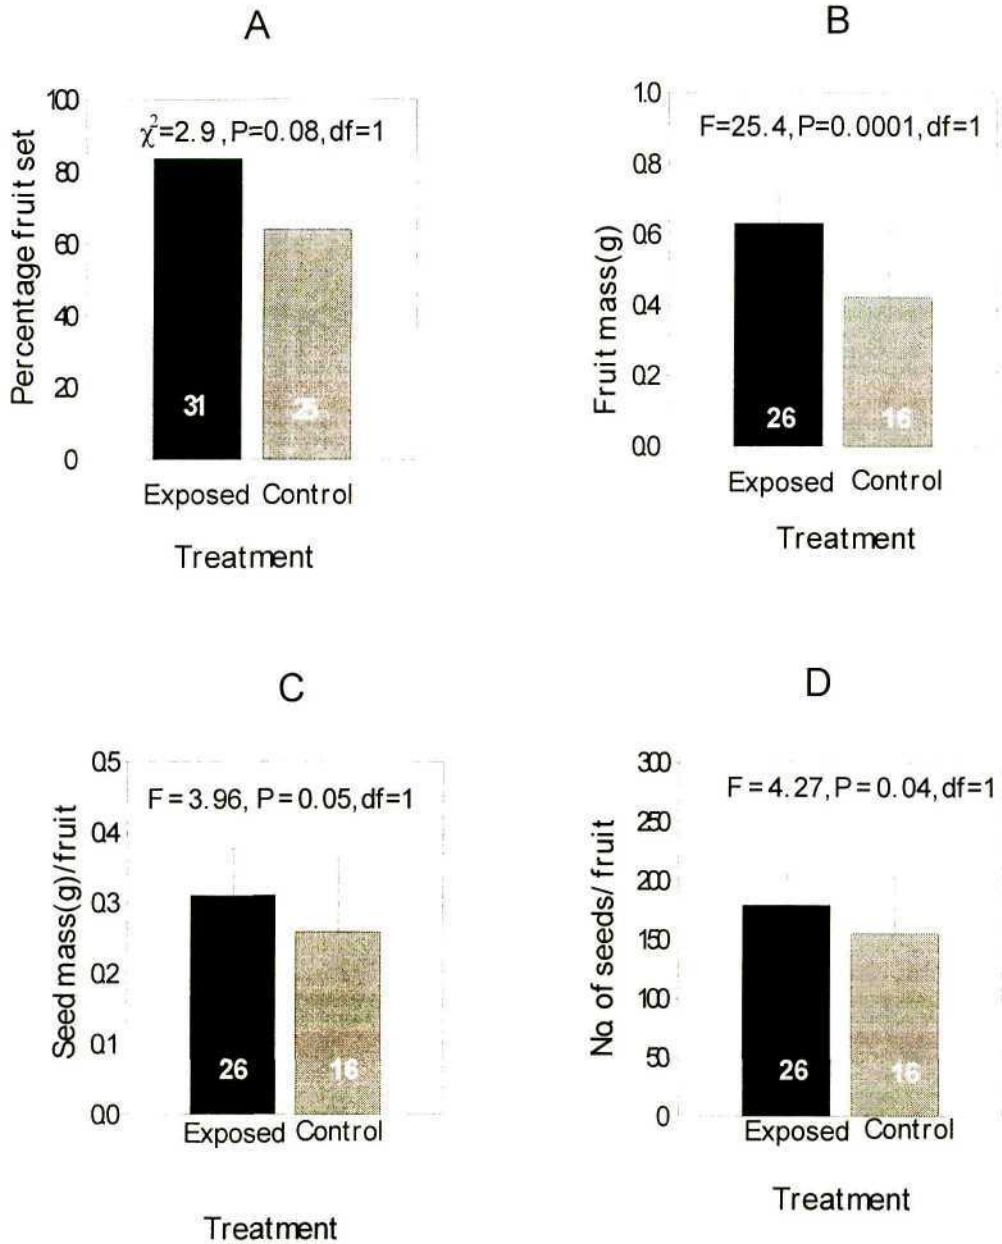 A
100
80
60
40
20
0
Percentage fruit set
χ²=2.9, P=0.08, df=1
31
25
Exposed Control
Treatment
B
1.0
0.8
0.6
0.4
0.2
0.0
Fruit mass(g)
F=25.4, P=0.0001, df=1
26
16
Exposed Control
Treatment
C
0.5
0.4
0.3
0.2
0.1
0.0
Seed mass(g)/fruit
F=3.96, P=0.05, df=1
26
16
Exposed Control
Treatment
D
300
250
200
150
100
50
0
No. of seeds/ fruit
F=4.27, P=0.04, df=1
26
16
Exposed Control
Treatment